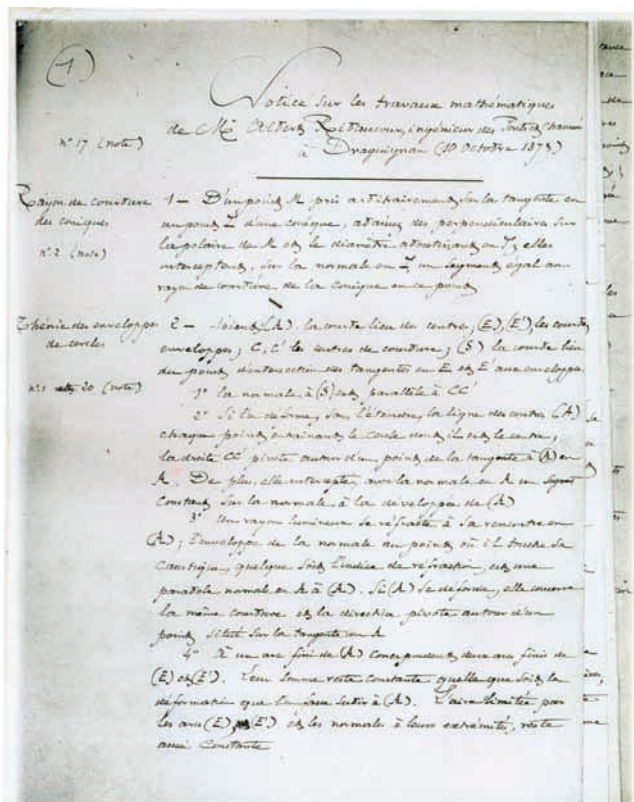 (1)
Notice sur les travaux mathématiques
de Mr Albert Ribaucour, ingénieur des Ponts et Chaussées
à Draguignan (10 Octobre 1873)
n° 17 (note)
Rayon de courbure
des coniques
n° 2 (note)
1 — D'un point M pris arbitrairement sur la tangente en
un point I d'une conique, abaissez des perpendiculaires sur
la polaire de M et le diamètre aboutissant en I; elles
interceptent, sur la normale en I un segment égal au
rayon de courbure de la conique en ce point
Théorie des enveloppes
de cercles
n° 1 et 20 (note)
2 — Soient (A) la courbe lieu des centres; (E), (E'), les courbes
enveloppes; C, C' les centres de courbure; (S) la courbe lieu
du point d'intersection des tangentes en E et E' aux enveloppes
1° la normale à (S) est parallèle à CC'
2° Si l'on déforme, sans l'étendre, la ligne des centres (A)
chaque point entrainant le cercle dont il est le centre,
la droite CC' pivote autour d'un point de la tangente à (A) en
A. De plus, elle intercepte, avec la normale en A un segment
constant sur la normale à la développée de (A)
3° Un rayon lumineux se réfracte à sa rencontre en
(A); l'enveloppe de la normale au point où il touche sa
caustique, quelque soit l'indice de réfraction, est une
parabole normale en A à (A). Si (A) se déforme, elle conserve
la même courbure et la directrice pivote autour d'un
point situé sur la tangente en A
4° À un arc fini de (A) correspondent deux arcs finis de
(E) et (E'). Leur somme reste constante quelle que soit la
déformation que l'on fasse subir à (A). L'aire limitée par
les arcs (E), (E') et les normales à leurs extrémités, reste
aussi constante